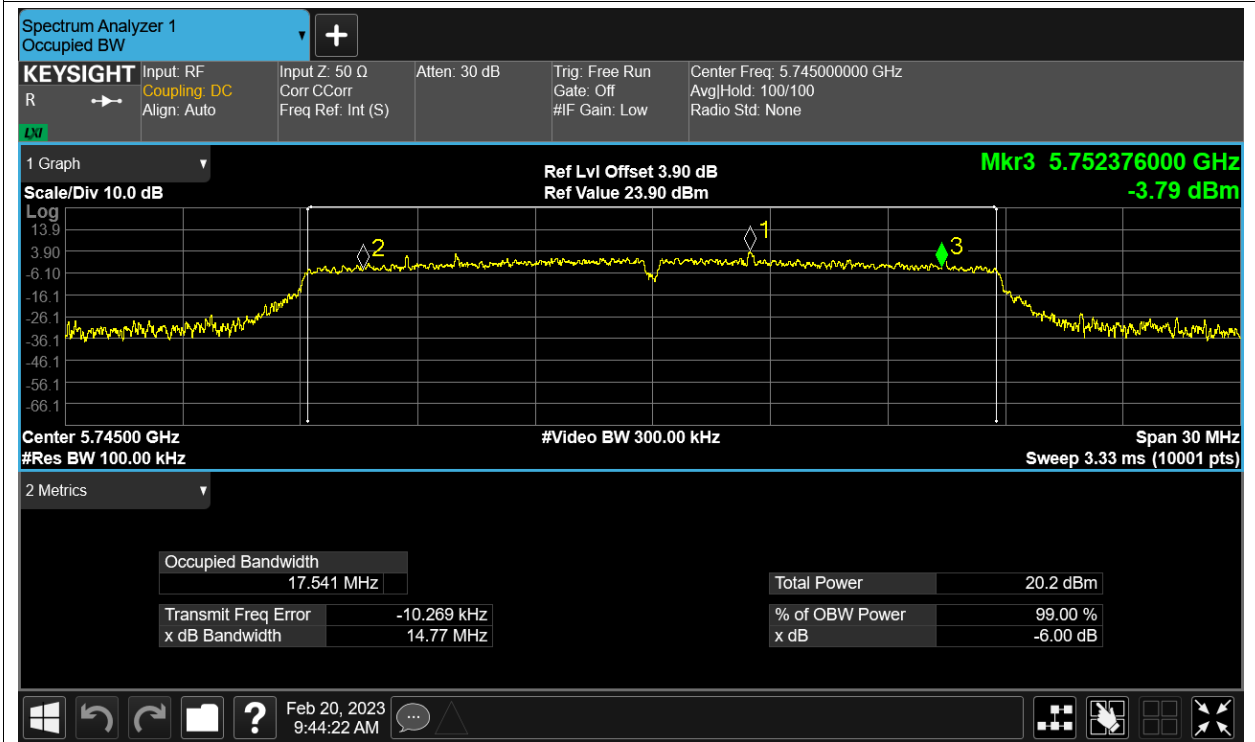 Spectrum Analyzer 1
Occupied BW
+
KEYSIGHT
R
LXI
Input: RF
Coupling: DC
Align: Auto
Input Z: 50 Ω
Corr CCorr
Freq Ref: Int (S)
Atten: 30 dB
Trig: Free Run
Gate: Off
#IF Gain: Low
Center Freq: 5.745000000 GHz
Avg|Hold: 100/100
Radio Std: None
1 Graph
Scale/Div 10.0 dB
Ref Lvl Offset 3.90 dB
Ref Value 23.90 dBm
Mkr3 5.752376000 GHz
-3.79 dBm
Log
13.9
3.90
-6.10
-16.1
-26.1
-36.1
-46.1
-56.1
-66.1
2
1
3
Center 5.74500 GHz
#Video BW 300.00 kHz
Span 30 MHz
#Res BW 100.00 kHz
Sweep 3.33 ms (10001 pts)
2 Metrics
Occupied Bandwidth
17.541 MHz
Transmit Freq Error -10.269 kHz
x dB Bandwidth 14.77 MHz
Total Power 20.2 dBm
% of OBW Power 99.00 %
x dB -6.00 dB
?
Feb 20, 2023
9:44:22 AM